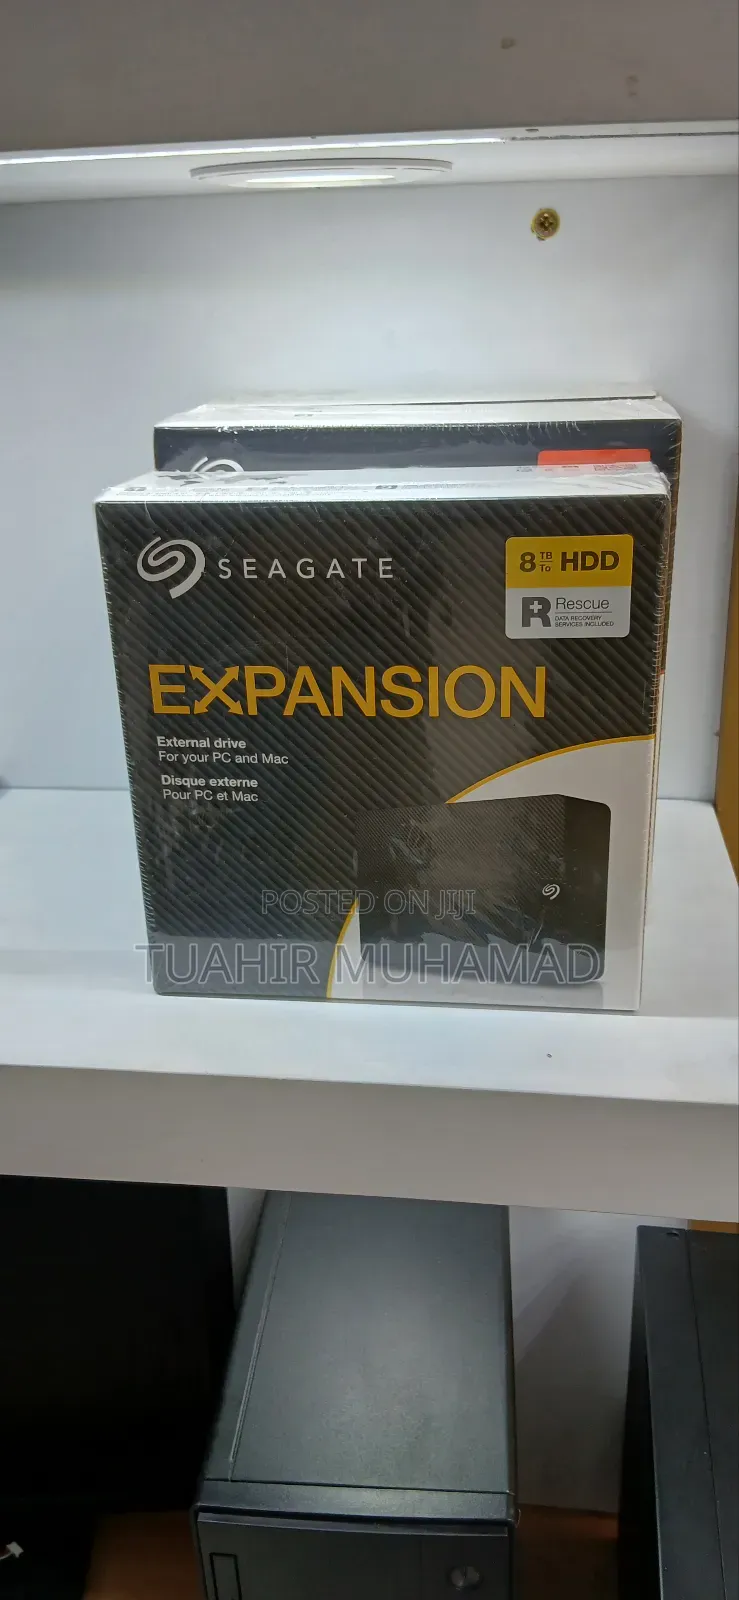 SEAGATE
8 TB To HDD
Rescue
DATA RECOVERY
SERVICES INCLUDED
EXPANSION
External drive
For your PC and Mac
Disque externe
Pour PC et Mac
POSTED ON JIJI
TUAHIR MUHAMAD